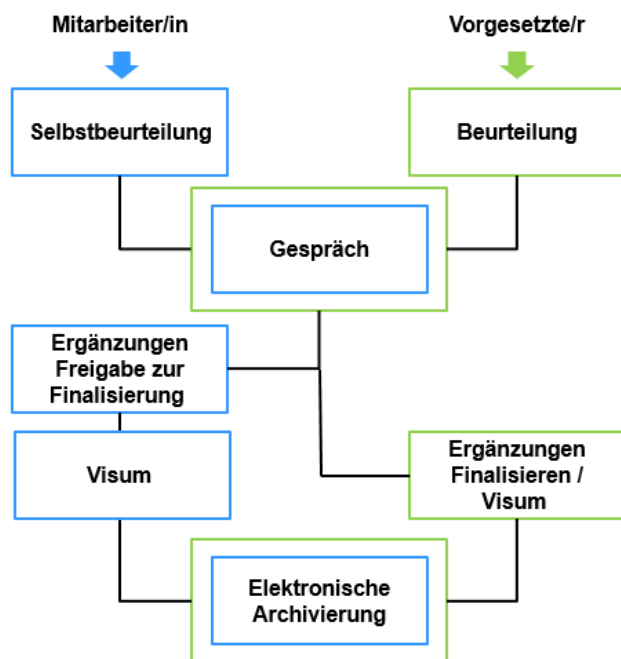 Mitarbeiter/in
Vorgesetzte/r
Selbstbeurteilung
Beurteilung
Gespräch
Ergänzungen
Freigabe zur
Finalisierung
Visum
Ergänzungen
Finalisieren /
Visum
Elektronische
Archivierung